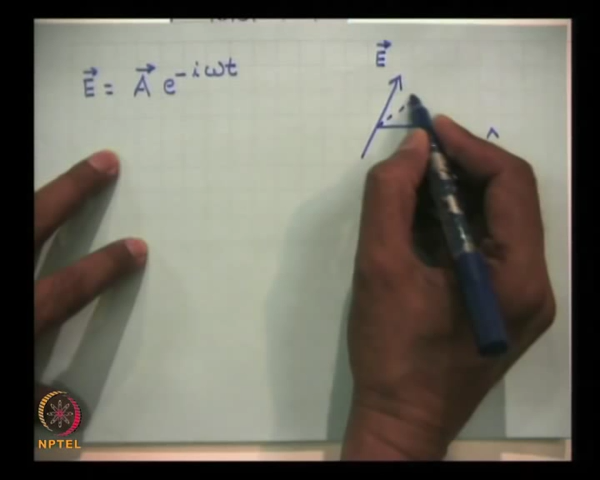 E⃗ = A⃗ e^{-iωt}
E⃗
NPTEL